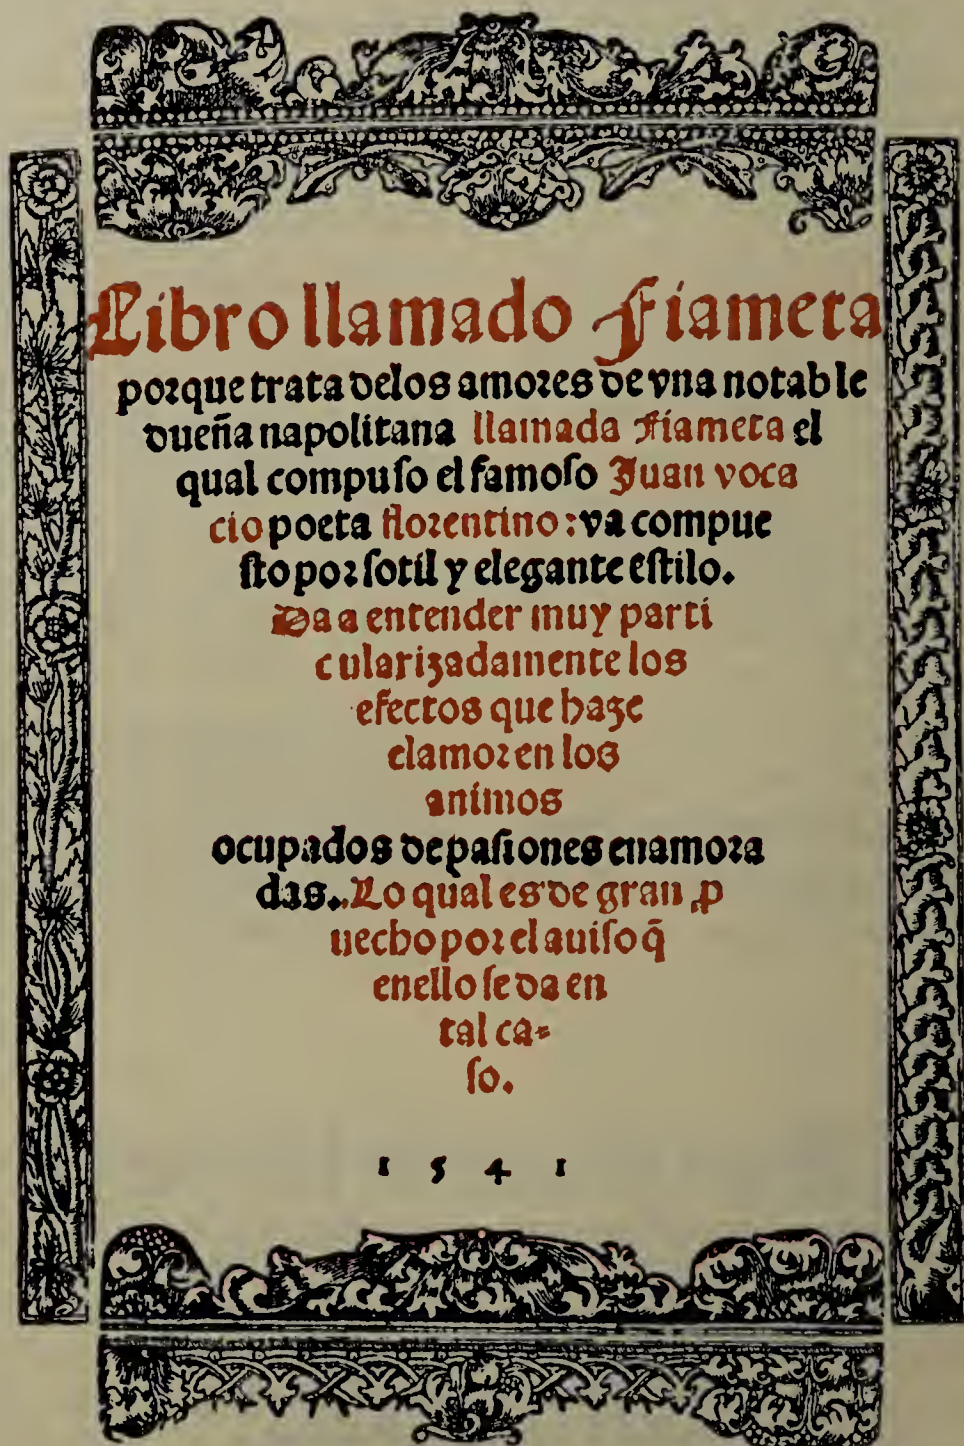 Libro llamado Fiameta
porque trata delos amores de vna notable
dueña napolitana llamada Fiameta el
qual compuſo el famoſo Juan voca
cio poeta florentino: va compue
ſto por ſotil y elegante eſtilo.
Da a entender muy parti
cularizadamente los
efectos que haze
elamor en los
animos
ocupados de paſiones enamora
das. Lo qual es de gran ꝓ
uecho por el auiſo q̄
enello ſe da en
tal ca-
ſo.
1541